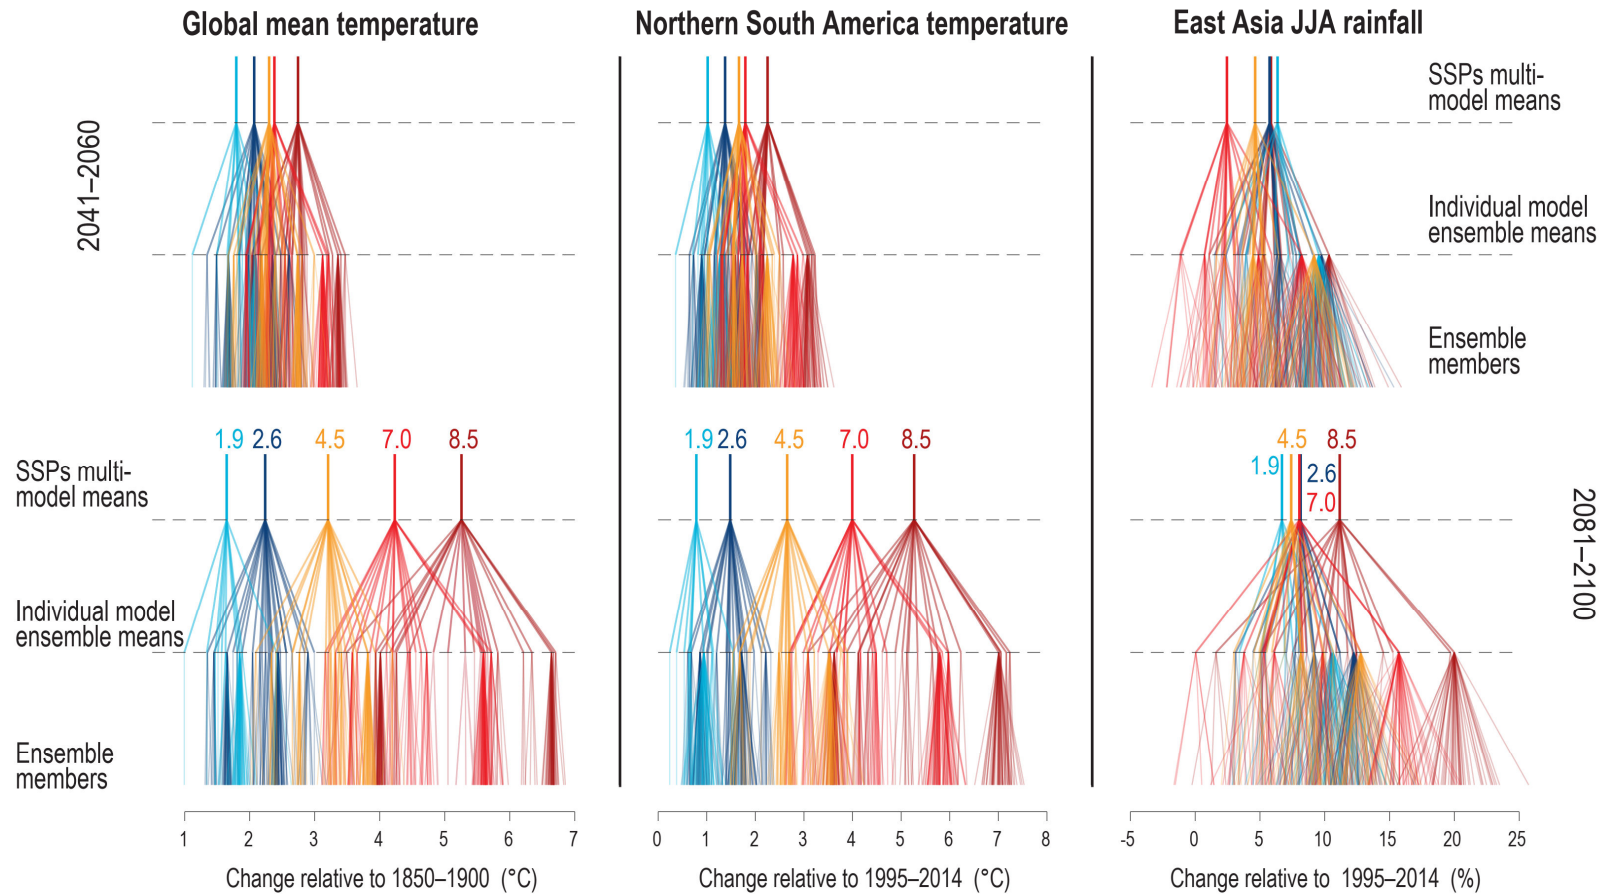 Global mean temperature
Northern South America temperature
East Asia JJA rainfall
2041–2060
SSPs multi-
model means
Individual model
ensemble means
Ensemble
members
SSPs multi-
model means
Individual model
ensemble means
Ensemble
members
1.9 2.6 4.5 7.0 8.5
1.9 2.6 4.5 7.0 8.5
4.5 8.5
1.9
2.6
7.0
2081–2100
1 2 3 4 5 6 7
Change relative to 1850–1900 (°C)
0 1 2 3 4 5 6 7 8
Change relative to 1995–2014 (°C)
-5 0 5 10 15 20 25
Change relative to 1995–2014 (%)